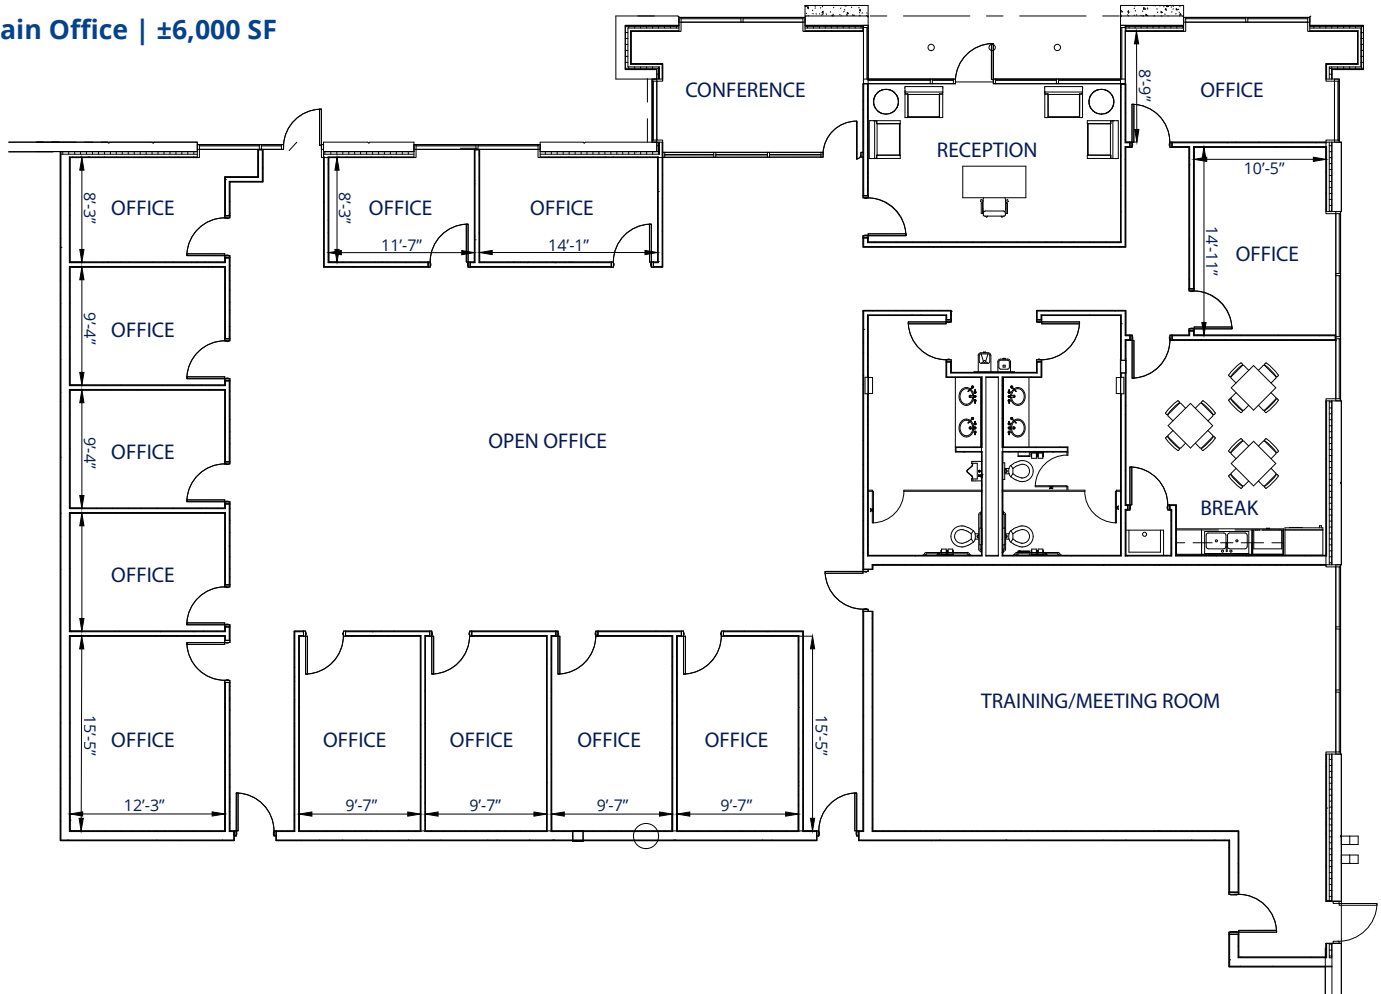 ain Office | ±6,000 SF
CONFERENCE
8'-9"
OFFICE
RECEPTION
10'-5"
8'-3"
OFFICE
8'-3"
OFFICE
OFFICE
11'-7"
14'-1"
14'-11"
OFFICE
9'-4"
OFFICE
9'-4"
OFFICE
OPEN OFFICE
BREAK
OFFICE
TRAINING/MEETING ROOM
15'-5"
OFFICE
OFFICE
OFFICE
OFFICE
OFFICE
15'-5"
12'-3"
9'-7"
9'-7"
9'-7"
9'-7"